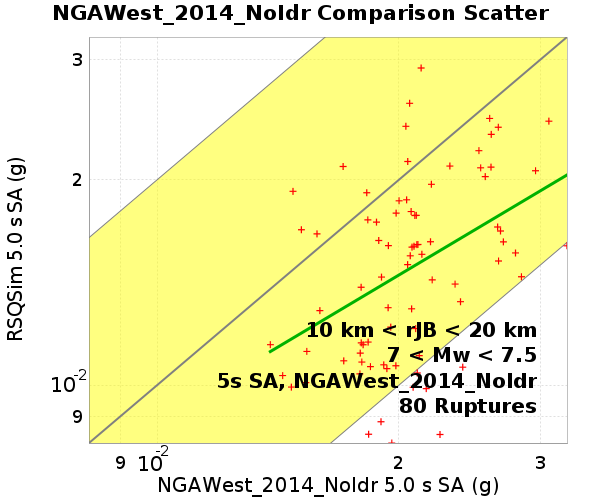 NGAWest_2014_NoIdr Comparison Scatter
RSQSim 5.0 s SA (g)
3
2
10-2
9
10 km < rJB < 20 km
7 < Mw < 7.5
5s SA, NGAWest_2014_NoIdr
80 Ruptures
9 10-2 2 3
NGAWest_2014_NoIdr 5.0 s SA (g)